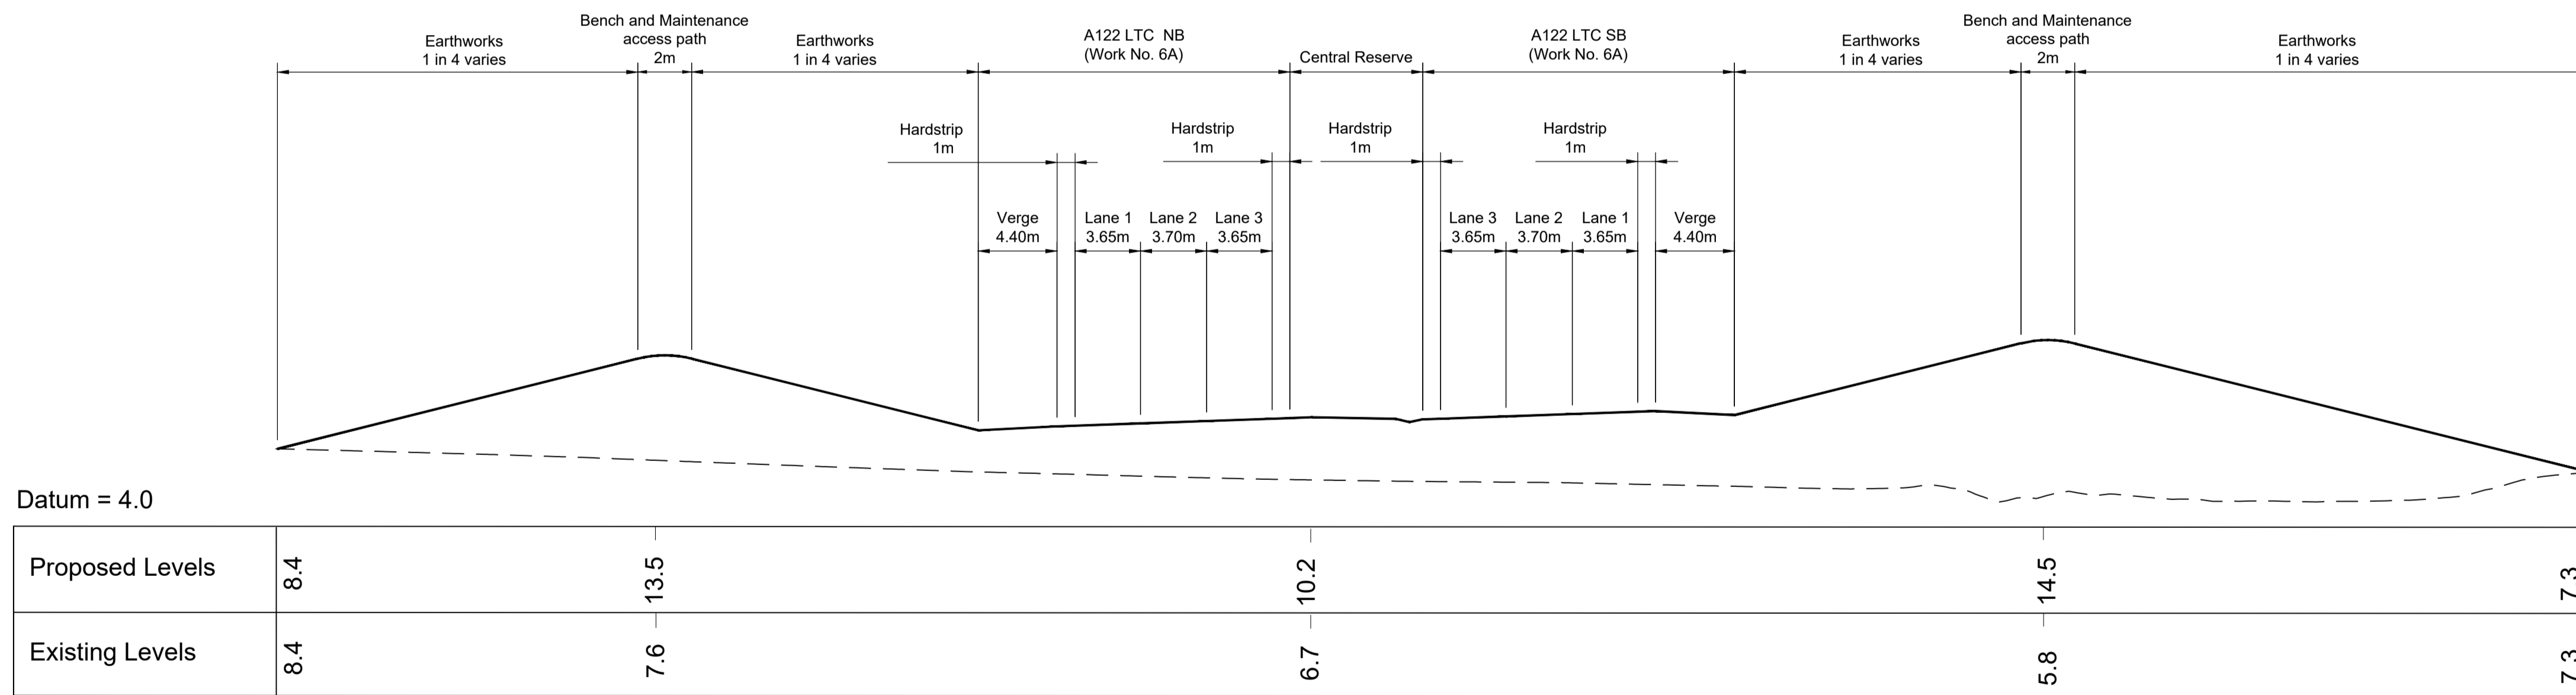 Bench and Maintenance
access path
2m
Bench and Maintenance
access path
2m
Earthworks
1 in 4 varies
Earthworks
1 in 4 varies
A122 LTC  NB
(Work No. 6A)
Central Reserve
A122 LTC SB
(Work No. 6A)
Earthworks
1 in 4 varies
Earthworks
1 in 4 varies
Hardstrip
1m
Hardstrip
1m
Hardstrip
1m
Hardstrip
1m
Verge
4.40m
Lane 1
3.65m
Lane 2
3.70m
Lane 3
3.65m
Lane 3
3.65m
Lane 2
3.70m
Lane 1
3.65m
Verge
4.40m
Datum = 4.0
Proposed Levels
8.4
13.5
10.2
14.5
7.3
Existing Levels
8.4
7.6
6.7
5.8
7.3